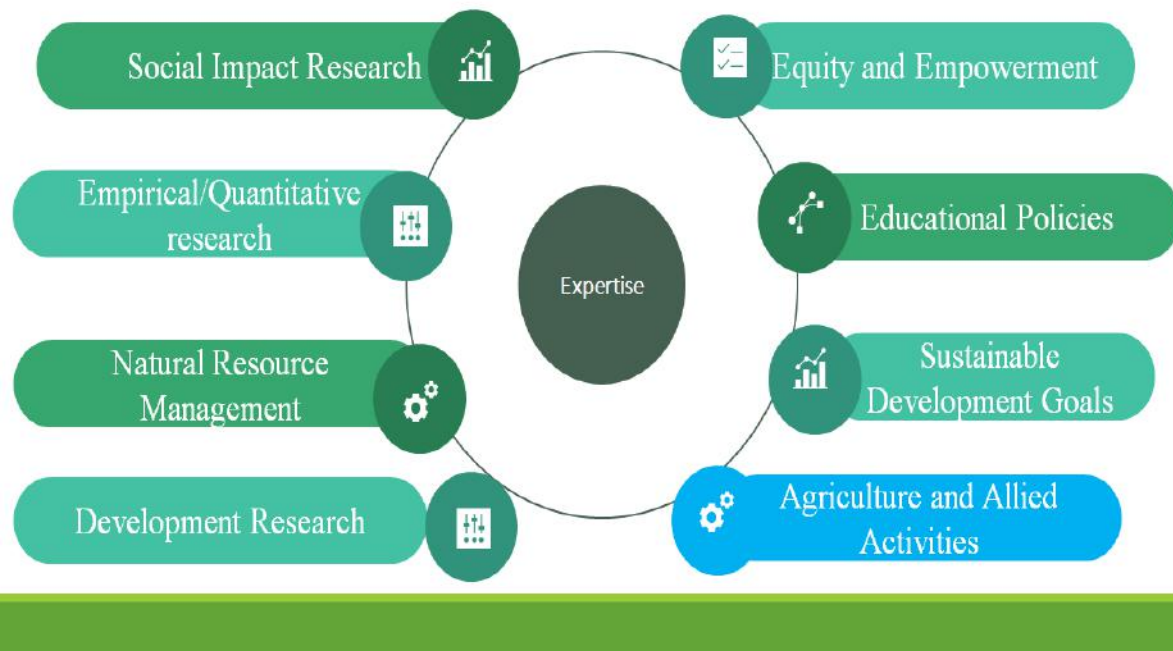 Social Impact Research
Equity and Empowerment
Empirical/Quantitative
research
Educational Policies
Expertise
Natural Resource
Management
Sustainable
Development Goals
Development Research
Agriculture and Allied
Activities